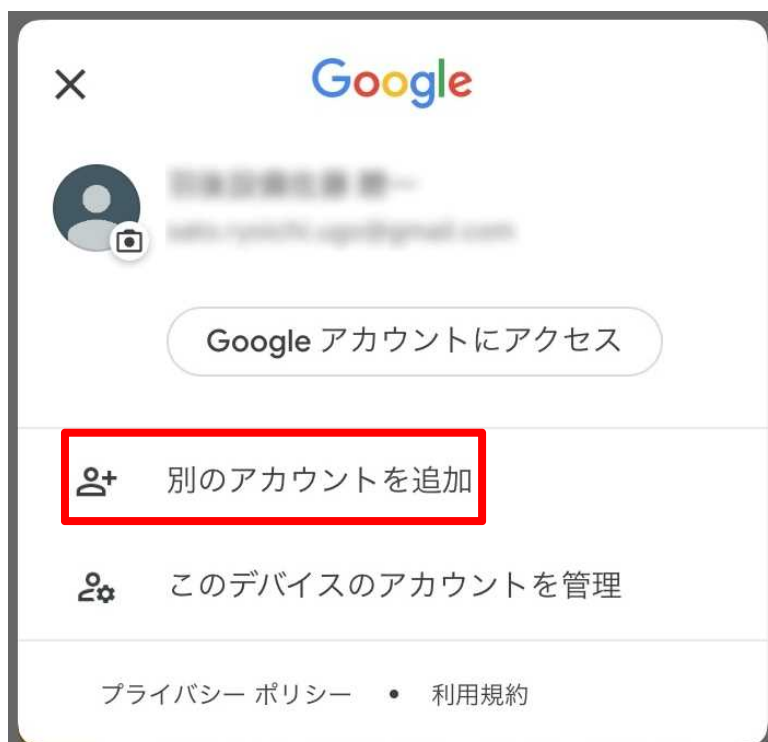 Google
Google アカウントにアクセス
別のアカウントを追加
このデバイスのアカウントを管理
プライバシー ポリシー • 利用規約